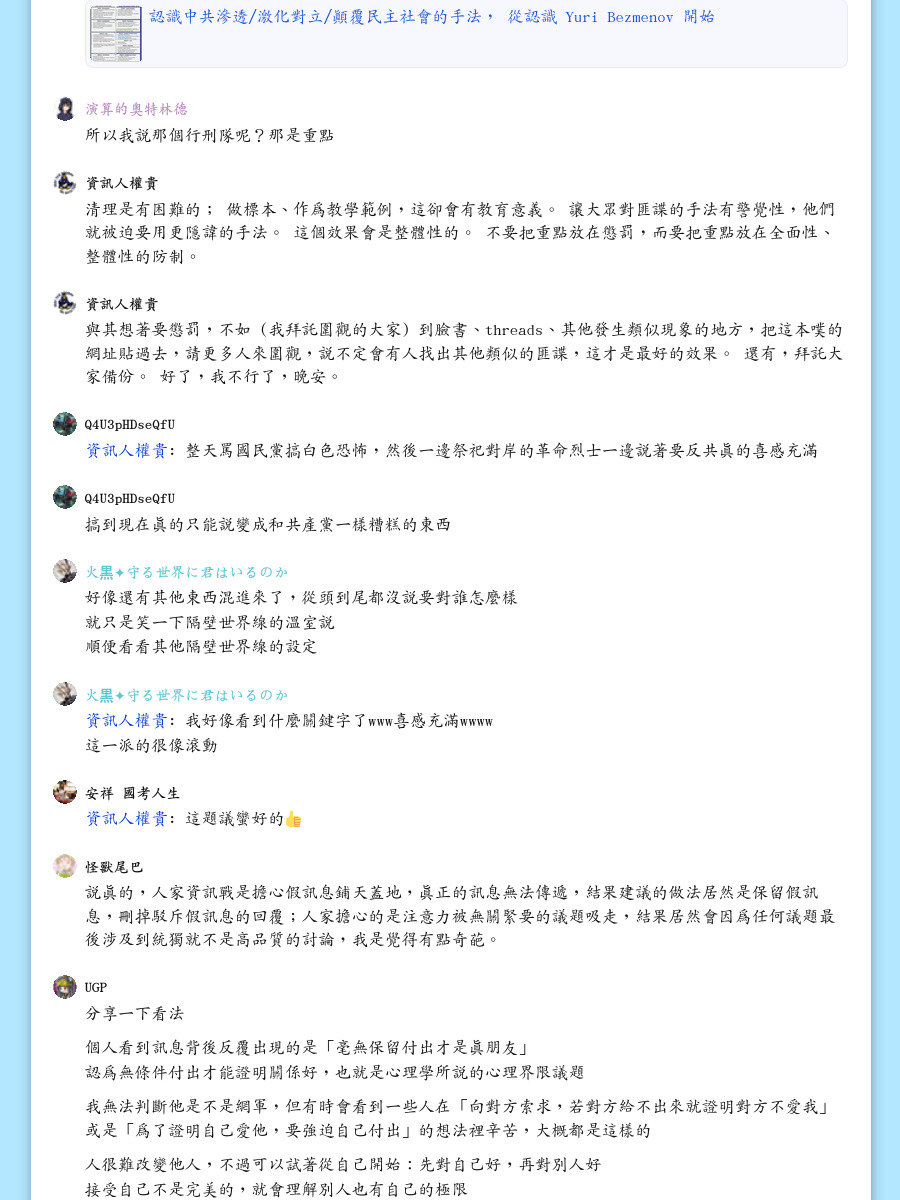 認識中共滲透/激化對立/顛覆民主社會的手法， 從認識 Yuri Bezmenov 開始
演算的奧特林德
所以我說那個行刑隊呢？那是重點
資訊人權貴
清理是有困難的； 做標本、作為教學範例，這卻會有教育意義。 讓大眾對匪諜的手法有警覺性，他們
就被迫要用更隱諱的手法。 這個效果會是整體性的。 不要把重點放在懲罰，而要把重點放在全面性、
整體性的防制。
資訊人權貴
與其想著要懲罰，不如 (我拜託圍觀的大家) 到臉書、threads、其他發生類似現象的地方，把這本噗的
網址貼過去，請更多人來圍觀，說不定會有人找出其他類似的匪諜，這才是最好的效果。 還有，拜託大
家備份。 好了，我不行了，晚安。
Q4U3pHDseQfU
資訊人權貴: 整天罵國民黨搞白色恐怖，然後一邊祭祀對岸的革命烈士一邊說著要反共真的喜感充滿
Q4U3pHDseQfU
搞到現在真的只能說變成和共產黨一樣糟糕的東西
火黒✦守る世界に君はいるのか
好像還有其他東西混進來了，從頭到尾都沒說要對誰怎麼樣
就只是笑一下隔壁世界線的溫室說
順便看看其他隔壁世界線的設定
火黒✦守る世界に君はいるのか
資訊人權貴: 我好像看到什麼關鍵字了www喜感充滿wwww
這一派的很像滾動
安祥 國考人生
資訊人權貴: 這題議蠻好的👍
怪獸尾巴
說真的，人家資訊戰是擔心假訊息鋪天蓋地，真正的訊息無法傳遞，結果建議的做法居然是保留假訊
息，刪掉駁斥假訊息的回覆；人家擔心的是注意力被無關緊要的議題吸走，結果居然會因為任何議題最
後涉及到統獨就不是高品質的討論，我是覺得有點奇葩。
UGP
分享一下看法
個人看到訊息背後反覆出現的是「毫無保留付出才是真朋友」
認為無條件付出才能證明關係好，也就是心理學所說的心理界限議題
我無法判斷他是不是網軍，但有時會看到一些人在「向對方索求，若對方給不出來就證明對方不愛我」
或是「為了證明自己愛他，要強迫自己付出」的想法裡辛苦，大概都是這樣的
人很難改變他人，不過可以試著從自己開始：先對自己好，再對別人好
接受自己不是完美的，就會理解別人也有自己的極限